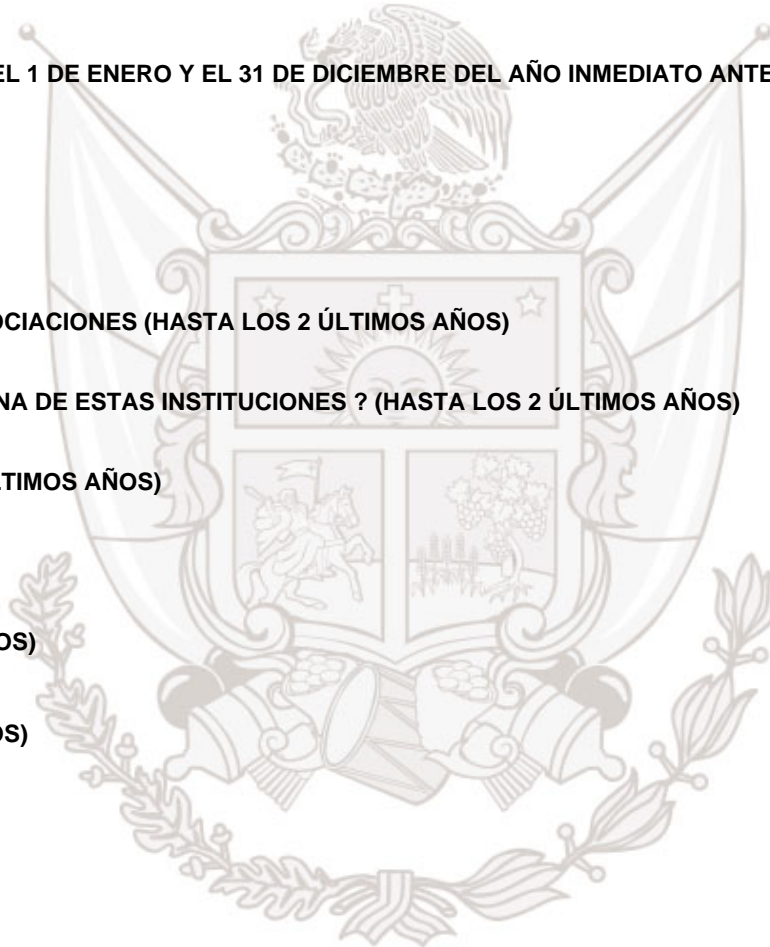 EL 1 DE ENERO Y EL 31 DE DICIEMBRE DEL AÑO INMEDIATO ANTE
OCIACIONES (HASTA LOS 2 ÚLTIMOS AÑOS)
NA DE ESTAS INSTITUCIONES ? (HASTA LOS 2 ÚLTIMOS AÑOS)
LTIMOS AÑOS)
OS)
OS)